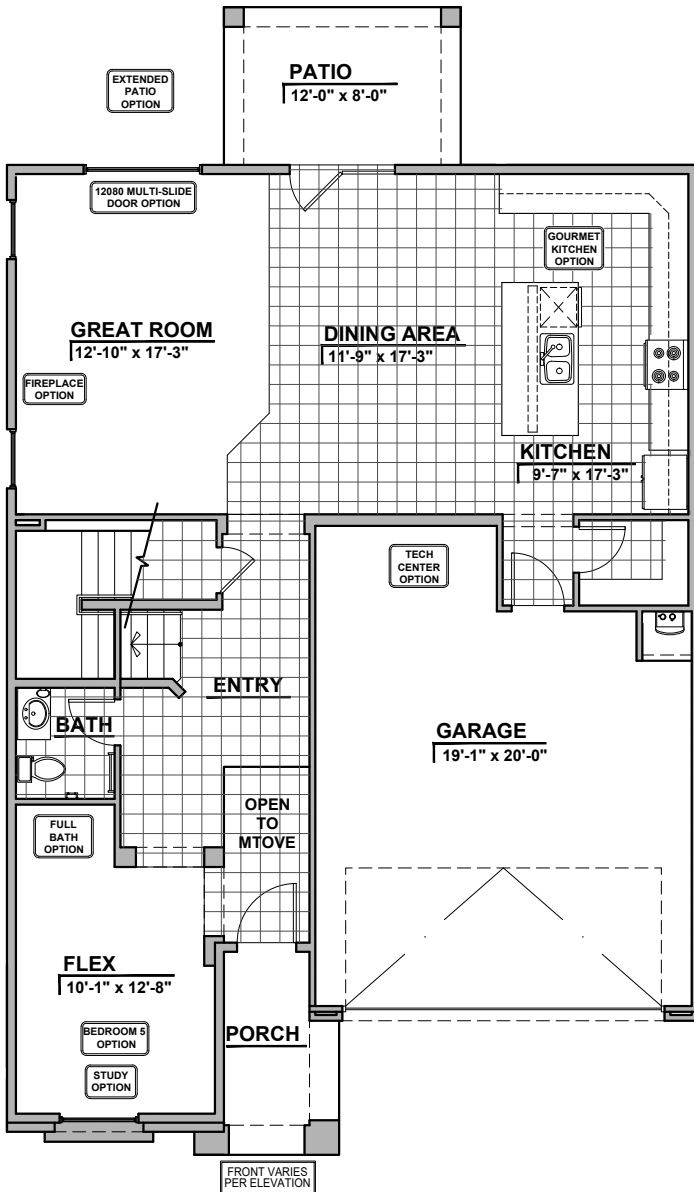 PATIO
12'-0" x 8'-0"
EXTENDED
PATIO
OPTION
12080 MULTI-SLIDE
DOOR OPTION
GOURMET
KITCHEN
OPTION
GREAT ROOM
12'-10" x 17'-3"
DINING AREA
11'-9" x 17'-3"
FIREPLACE
OPTION
KITCHEN
9'-7" x 17'-3"
TECH
CENTER
OPTION
ENTRY
BATH
GARAGE
19'-1" x 20'-0"
OPEN
TO
MTOVE
FULL
BATH
OPTION
FLEX
10'-1" x 12'-8"
BEDROOM 5
OPTION
PORCH
STUDY
OPTION
FRONT VARIES
PER ELEVATION